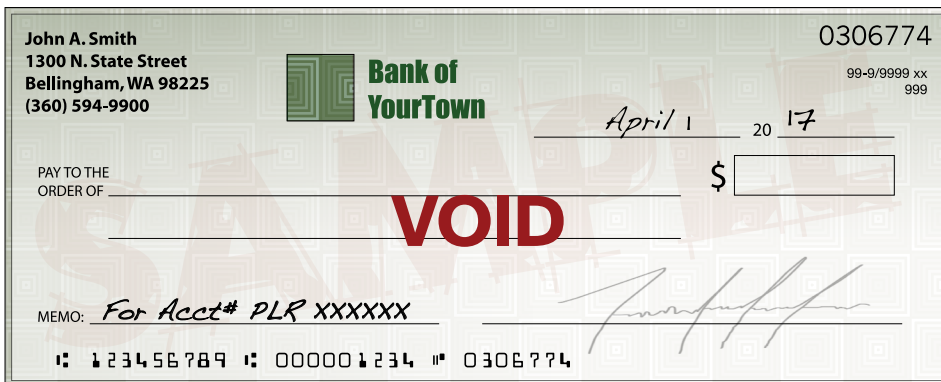 John A. Smith
1300 N. State Street
Bellingham, WA 98225
(360) 594-9900
Bank of
YourTown
0306774
99-9/9999 xx
999
April 1 20 17
PAY TO THE
ORDER OF
$
SAMPLE
VOID
MEMO: For Acct# PLR XXXXXX
⑆ 123456789 ⑆ 000001234 ⑈ 0306774